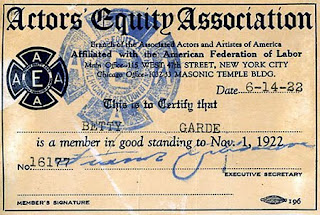 Actors Equity Association
Branch of the Associated Actors and Artistes of America
Affiliated with the American Federation of Labor
Main Office-115 WEST 47th STREET, NEW YORK CITY
Chicago Office-1032-33 MASONIC TEMPLE BLDG.
A A E A A
Date 6-14-22
This is to Certify that
BETTY GARDE
is a member in good standing to Nov. 1, 1922
No. 16177
EXECUTIVE SECRETARY
MEMBER'S SIGNATURE
196